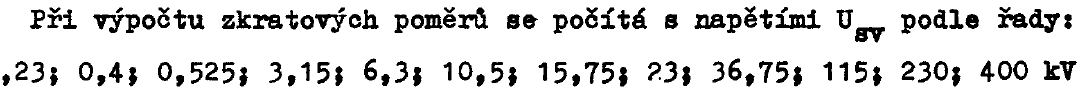 Při výpočtu zkratových poměrů se počítá s napětími U_sv podle řady:
,23; 0,4; 0,525; 3,15; 6,3; 10,5; 15,75; 23; 36,75; 115; 230; 400 kV